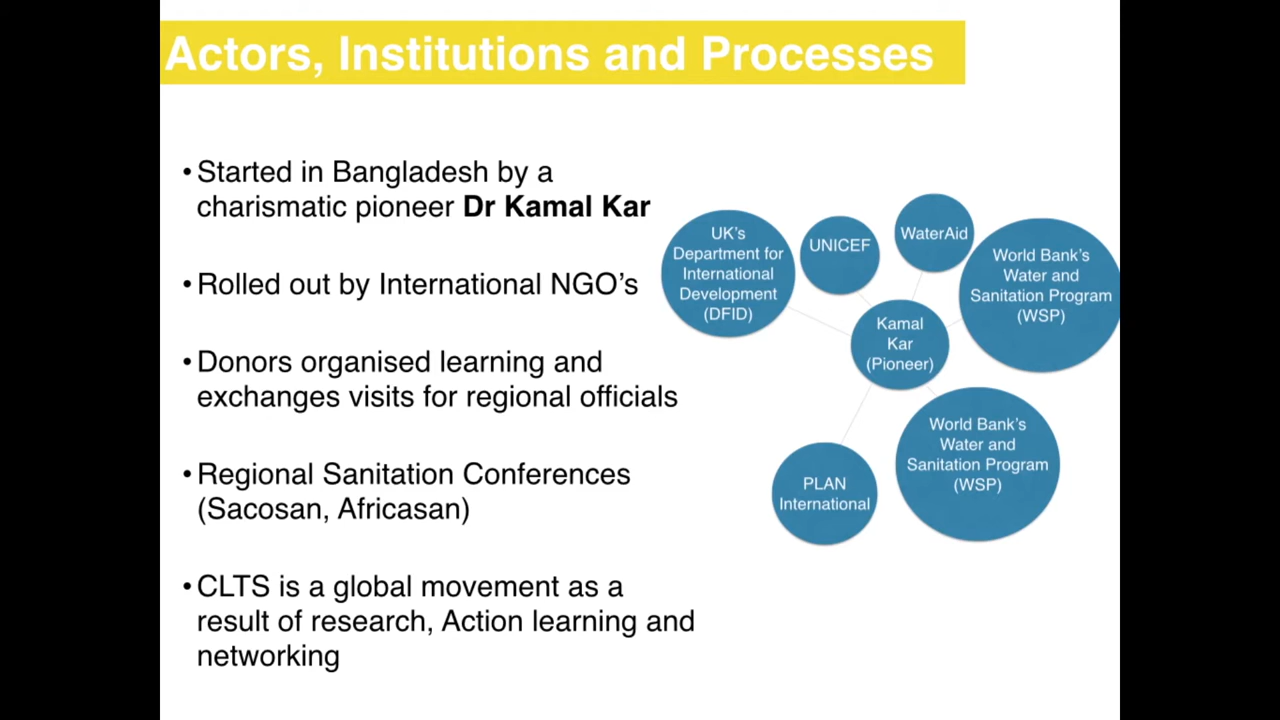 Actors, Institutions and Processes
• Started in Bangladesh by a
charismatic pioneer Dr Kamal Kar
• Rolled out by International NGO’s
• Donors organised learning and
exchanges visits for regional officials
• Regional Sanitation Conferences
(Sacosan, Africasan)
• CLTS is a global movement as a
result of research, Action learning and
networking
UK’s
Department for
International
Development
(DFID)
UNICEF
WaterAid
World Bank’s
Water and
Sanitation Program
(WSP)
Kamal
Kar
(Pioneer)
World Bank’s
Water and
Sanitation Program
(WSP)
PLAN
International